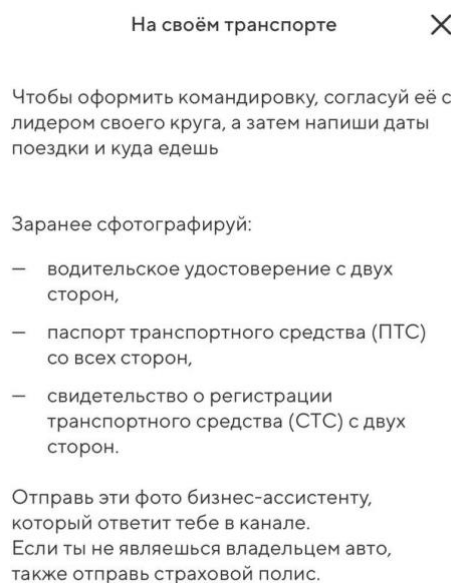 На своём транспорте
Чтобы оформить командировку, согласуй её с
лидером своего круга, а затем напиши даты
поездки и куда едешь
Заранее сфотографируй:
— водительское удостоверение с двух
сторон,
— паспорт транспортного средства (ПТС)
со всех сторон,
— свидетельство о регистрации
транспортного средства (СТС) с двух
сторон.
Отправь эти фото бизнес-ассистенту,
который ответит тебе в канале.
Если ты не являешься владельцем авто,
также отправь страховой полис.